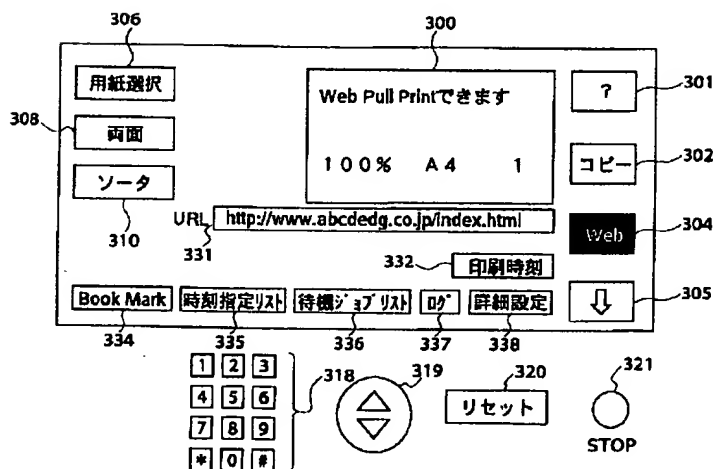 306
300
用紙選択
Web Pull Printできます
?
301
308
両面
100% A4 1
コピー
302
ソータ
310
URL http://www.abcdedg.co.jp/index.html
331
Web
304
332
印刷時刻
Book Mark 時刻指定リスト 待機ジョブリスト ログ 詳細設定
⇩
305
334 335 336 337 338
1 2 3
318
319
320
321
4 5 6
リセット
7 8 9
* 0 #
STOP